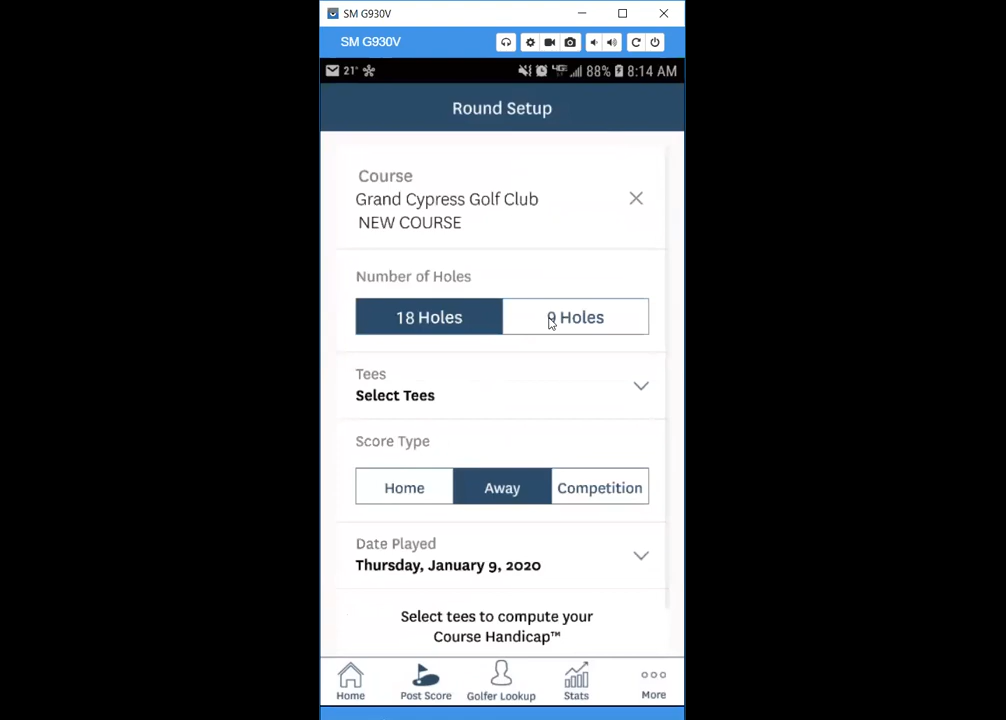 SM G930V
SM G930V
21° 88% 8:14 AM
Round Setup
Course
Grand Cypress Golf Club
NEW COURSE
Number of Holes
18 Holes 9 Holes
Tees
Select Tees
Score Type
Home Away Competition
Date Played
Thursday, January 9, 2020
Select tees to compute your
Course Handicap™
Home Post Score Golfer Lookup Stats More